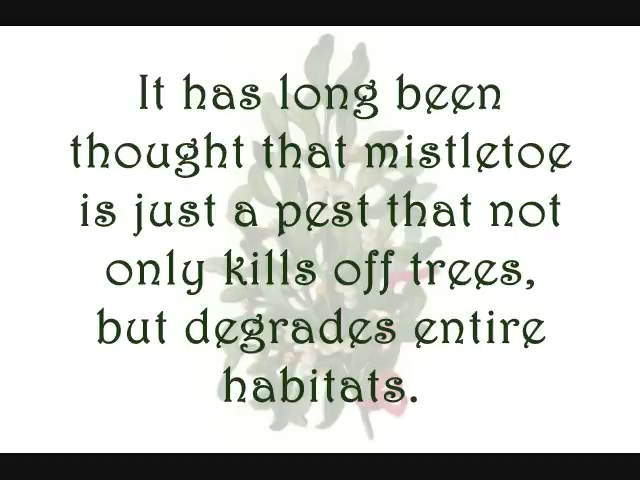 It has long been
thought that mistletoe
is just a pest that not
only kills off trees,
but degrades entire
habitats.